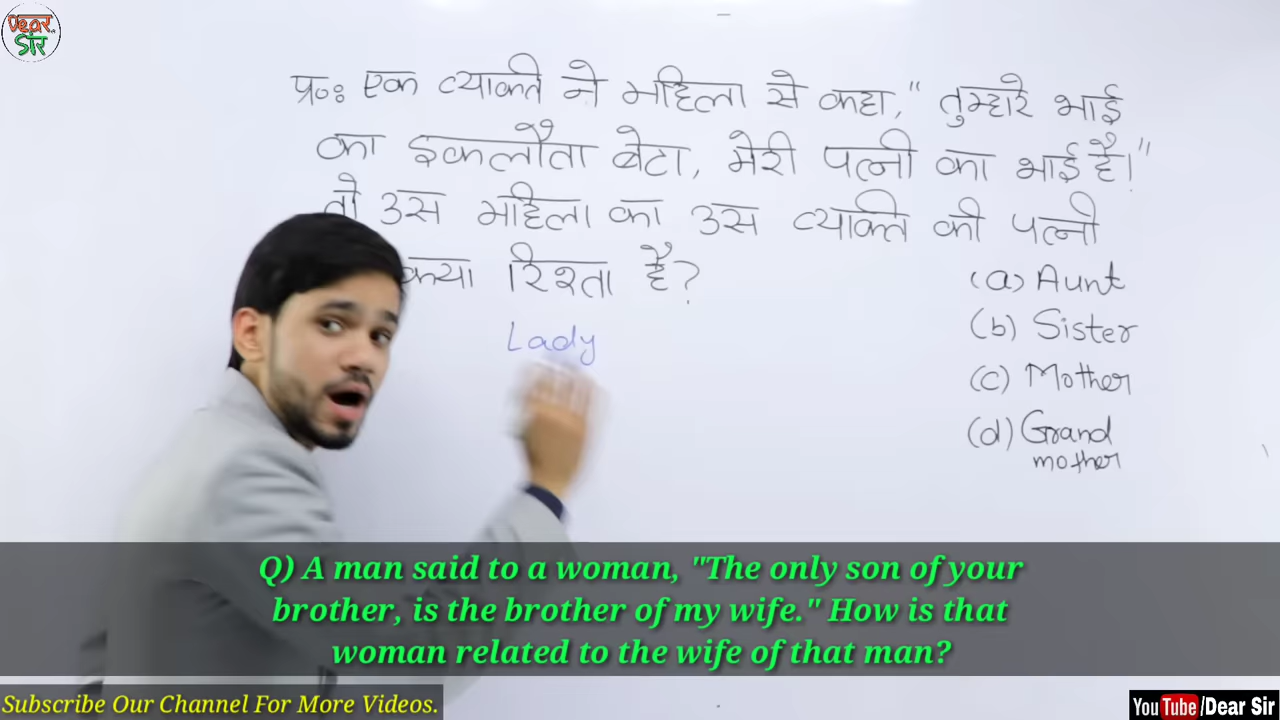 Dear
Sir
प्र०ः एक व्यक्ति ने महिला से कहा, " तुम्हारे भाई
का इकलौता बेटा, मेरी पत्नी का भाई है।"
तो उस महिला का उस व्यक्ति की पत्नी
क्या रिश्ता है?
(a) Aunt
(b) Sister
(c) Mother
(d) Grand
mother
Lady
Q) A man said to a woman, "The only son of your
brother, is the brother of my wife." How is that
woman related to the wife of that man?
Subscribe Our Channel For More Videos.
YouTube /Dear Sir